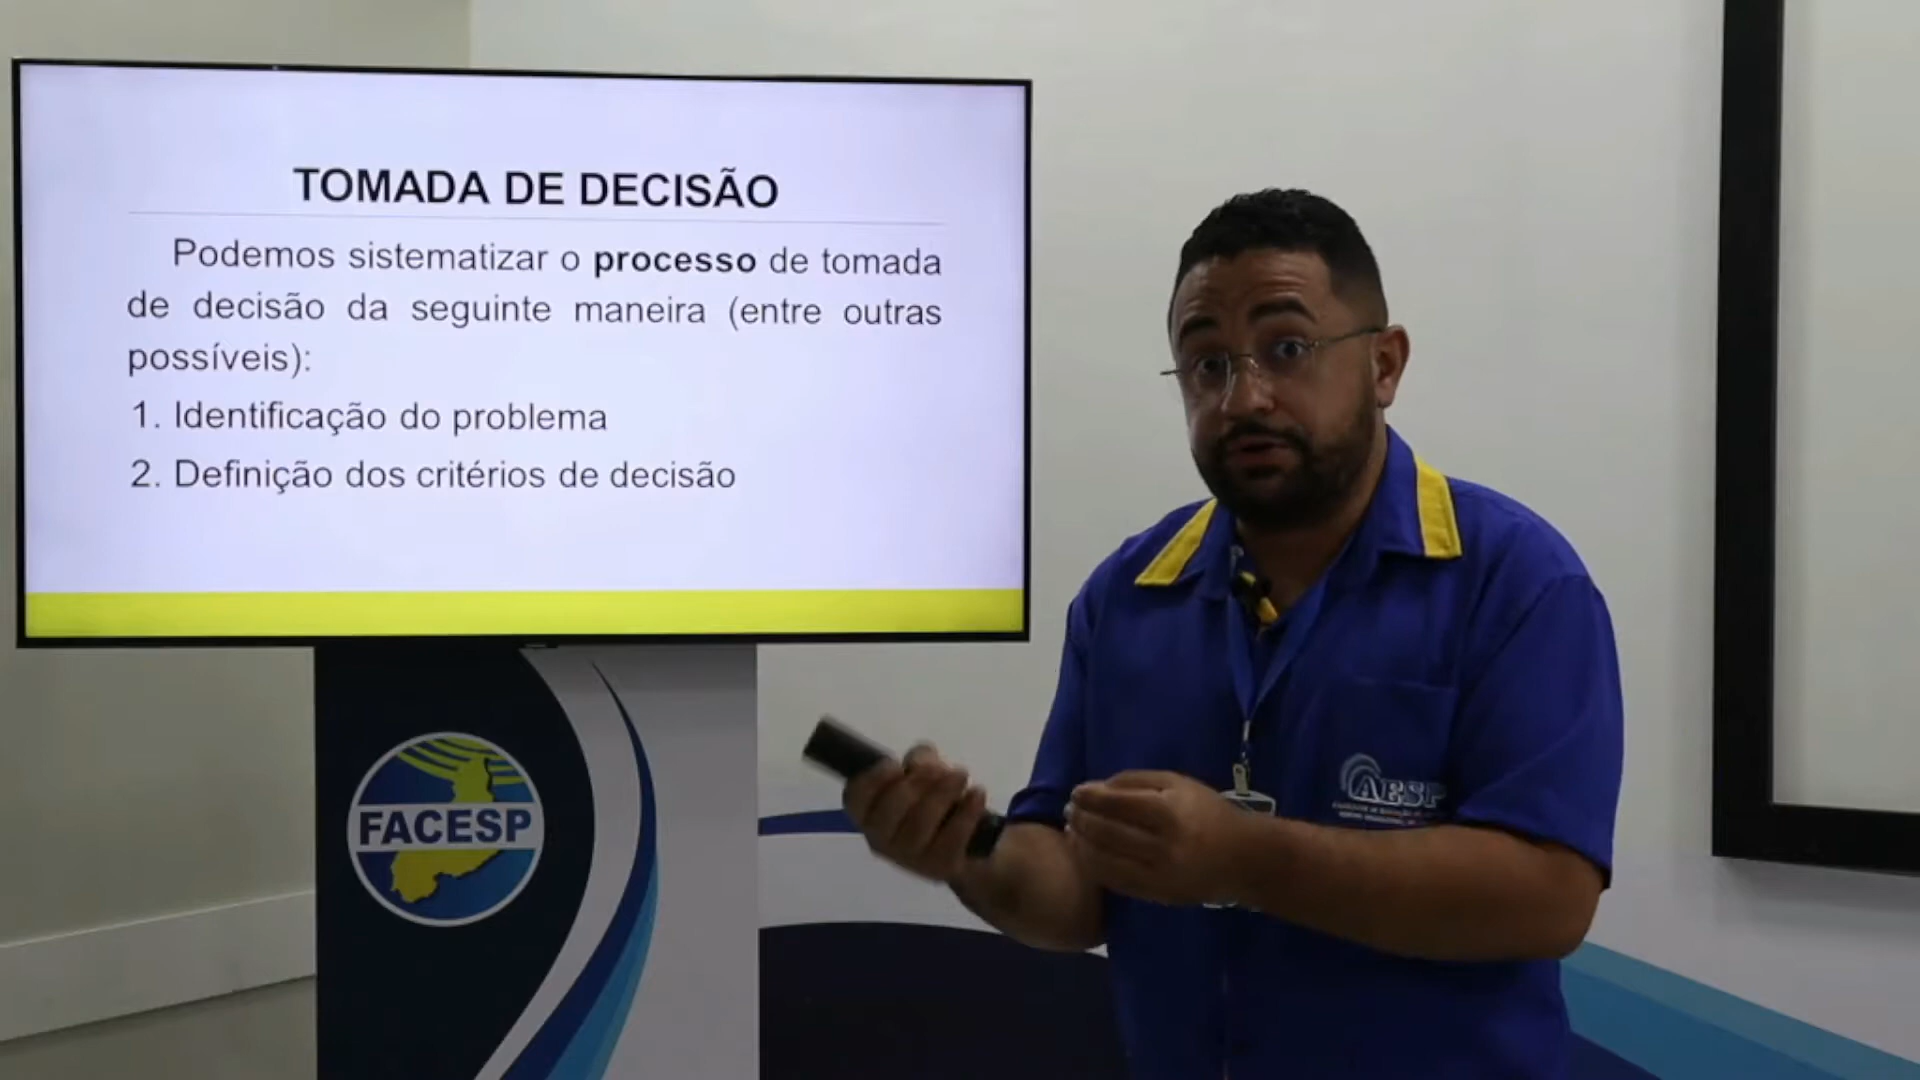 TOMADA DE DECISÃO
Podemos sistematizar o processo de tomada
de decisão da seguinte maneira (entre outras
possíveis):
1. Identificação do problema
2. Definição dos critérios de decisão
FACESP
AESP